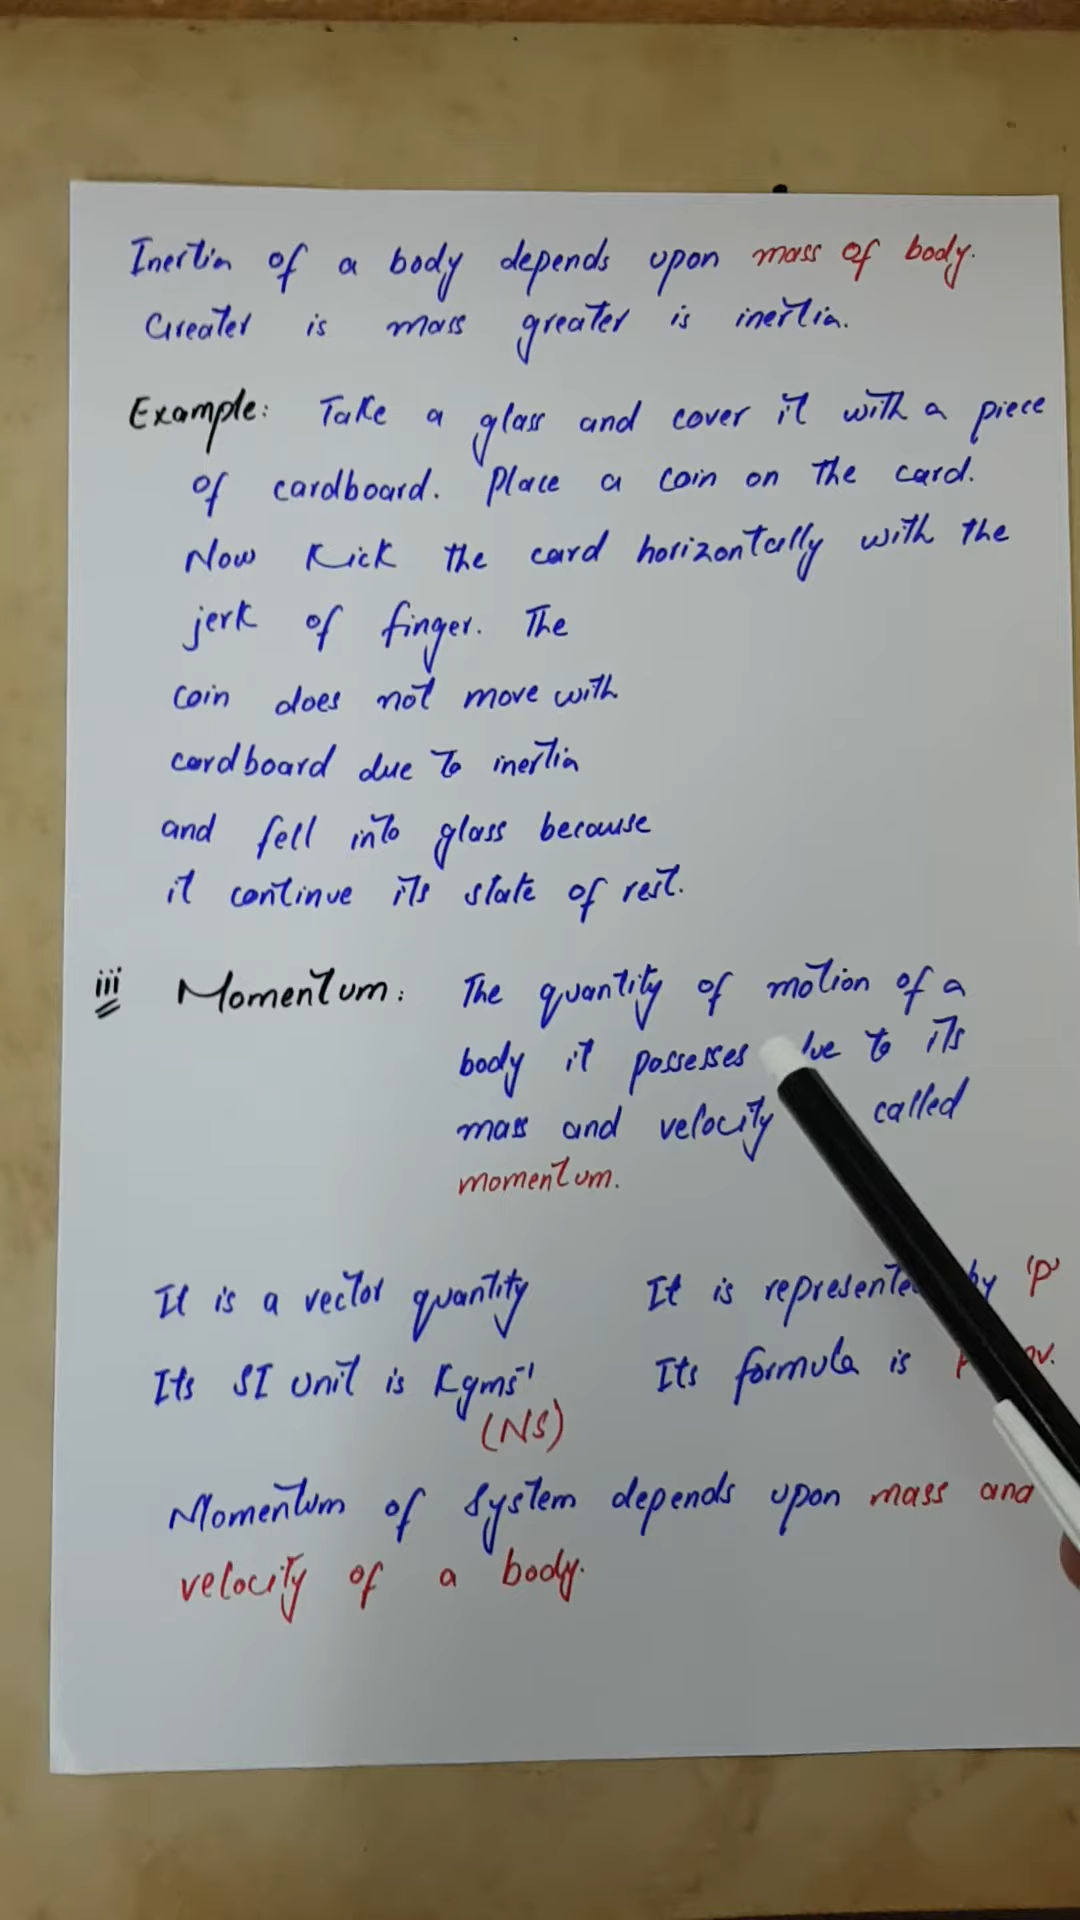 Inertia of a body depends upon mass of body.
Greater is mass greater is inertia.
Example: Take a glass and cover it with a piece
of cardboard. Place a coin on the card.
Now Kick the card horizontally with the
jerk of finger. The
coin does not move with
cardboard due to inertia
and fell into glass because
it continue its state of rest.
iii Momentum: The quantity of motion of a
body it possesses due to its
mass and velocity called
momentum.
It is a vector quantity It is represented by 'P'
Its SI Unit is Kgms⁻¹ Its formula is
(NS)
Momentum of System depends upon mass and
velocity of a body.